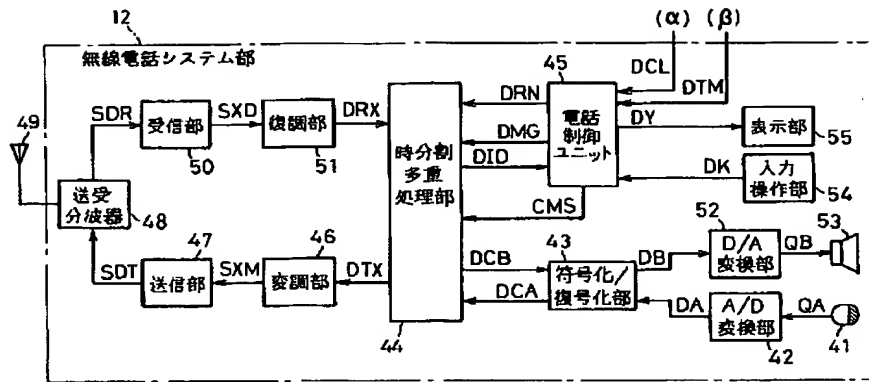 12
(α) (β)
無線電話システム部
45
DCL
DTM
49
SDR
受信部
50
SXD
復調部
51
DRX
時分割
多重
処理部
44
DRN
DMG
DID
CMS
電話
制御
ユニット
DY
表示部
55
DK
入力
操作部
54
送受
分波器
48
SDT
47
送信部
SXM
46
変調部
DTX
DCB
DCA
43
符号化/
復号化部
DB
DA
52
D/A
変換部
QB
53
A/D
変換部
42
QA
41